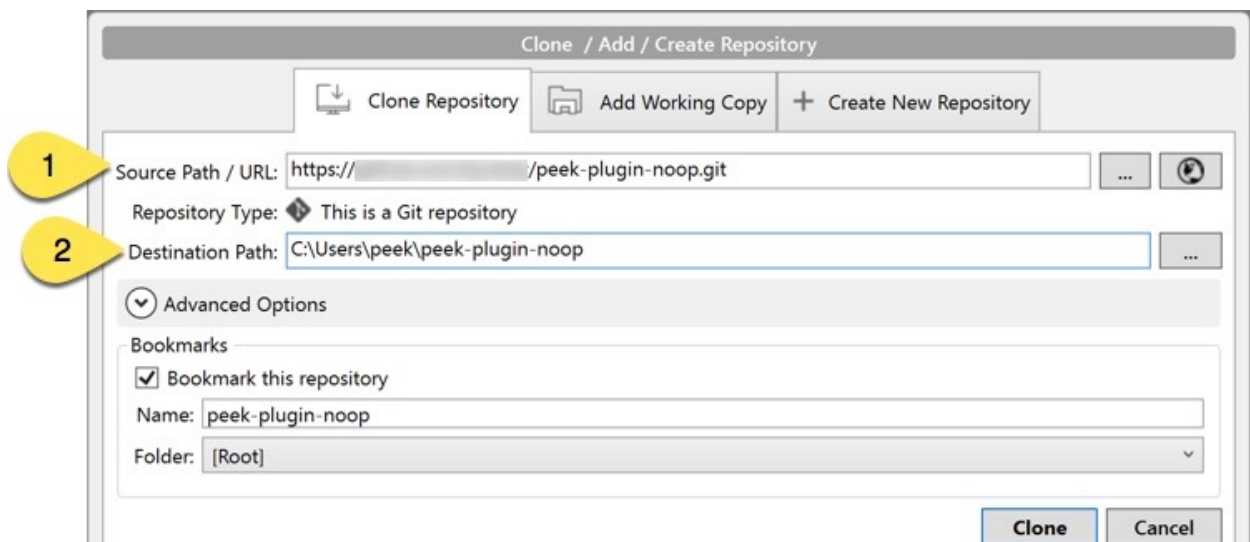 Clone / Add / Create Repository
Clone Repository
Add Working Copy
+ Create New Repository
1
Source Path / URL: https:// /peek-plugin-noop.git ...
Repository Type: This is a Git repository
2
Destination Path: C:\Users\peek\peek-plugin-noop ...
Advanced Options
Bookmarks
Bookmark this repository
Name: peek-plugin-noop
Folder: [Root]
Clone
Cancel